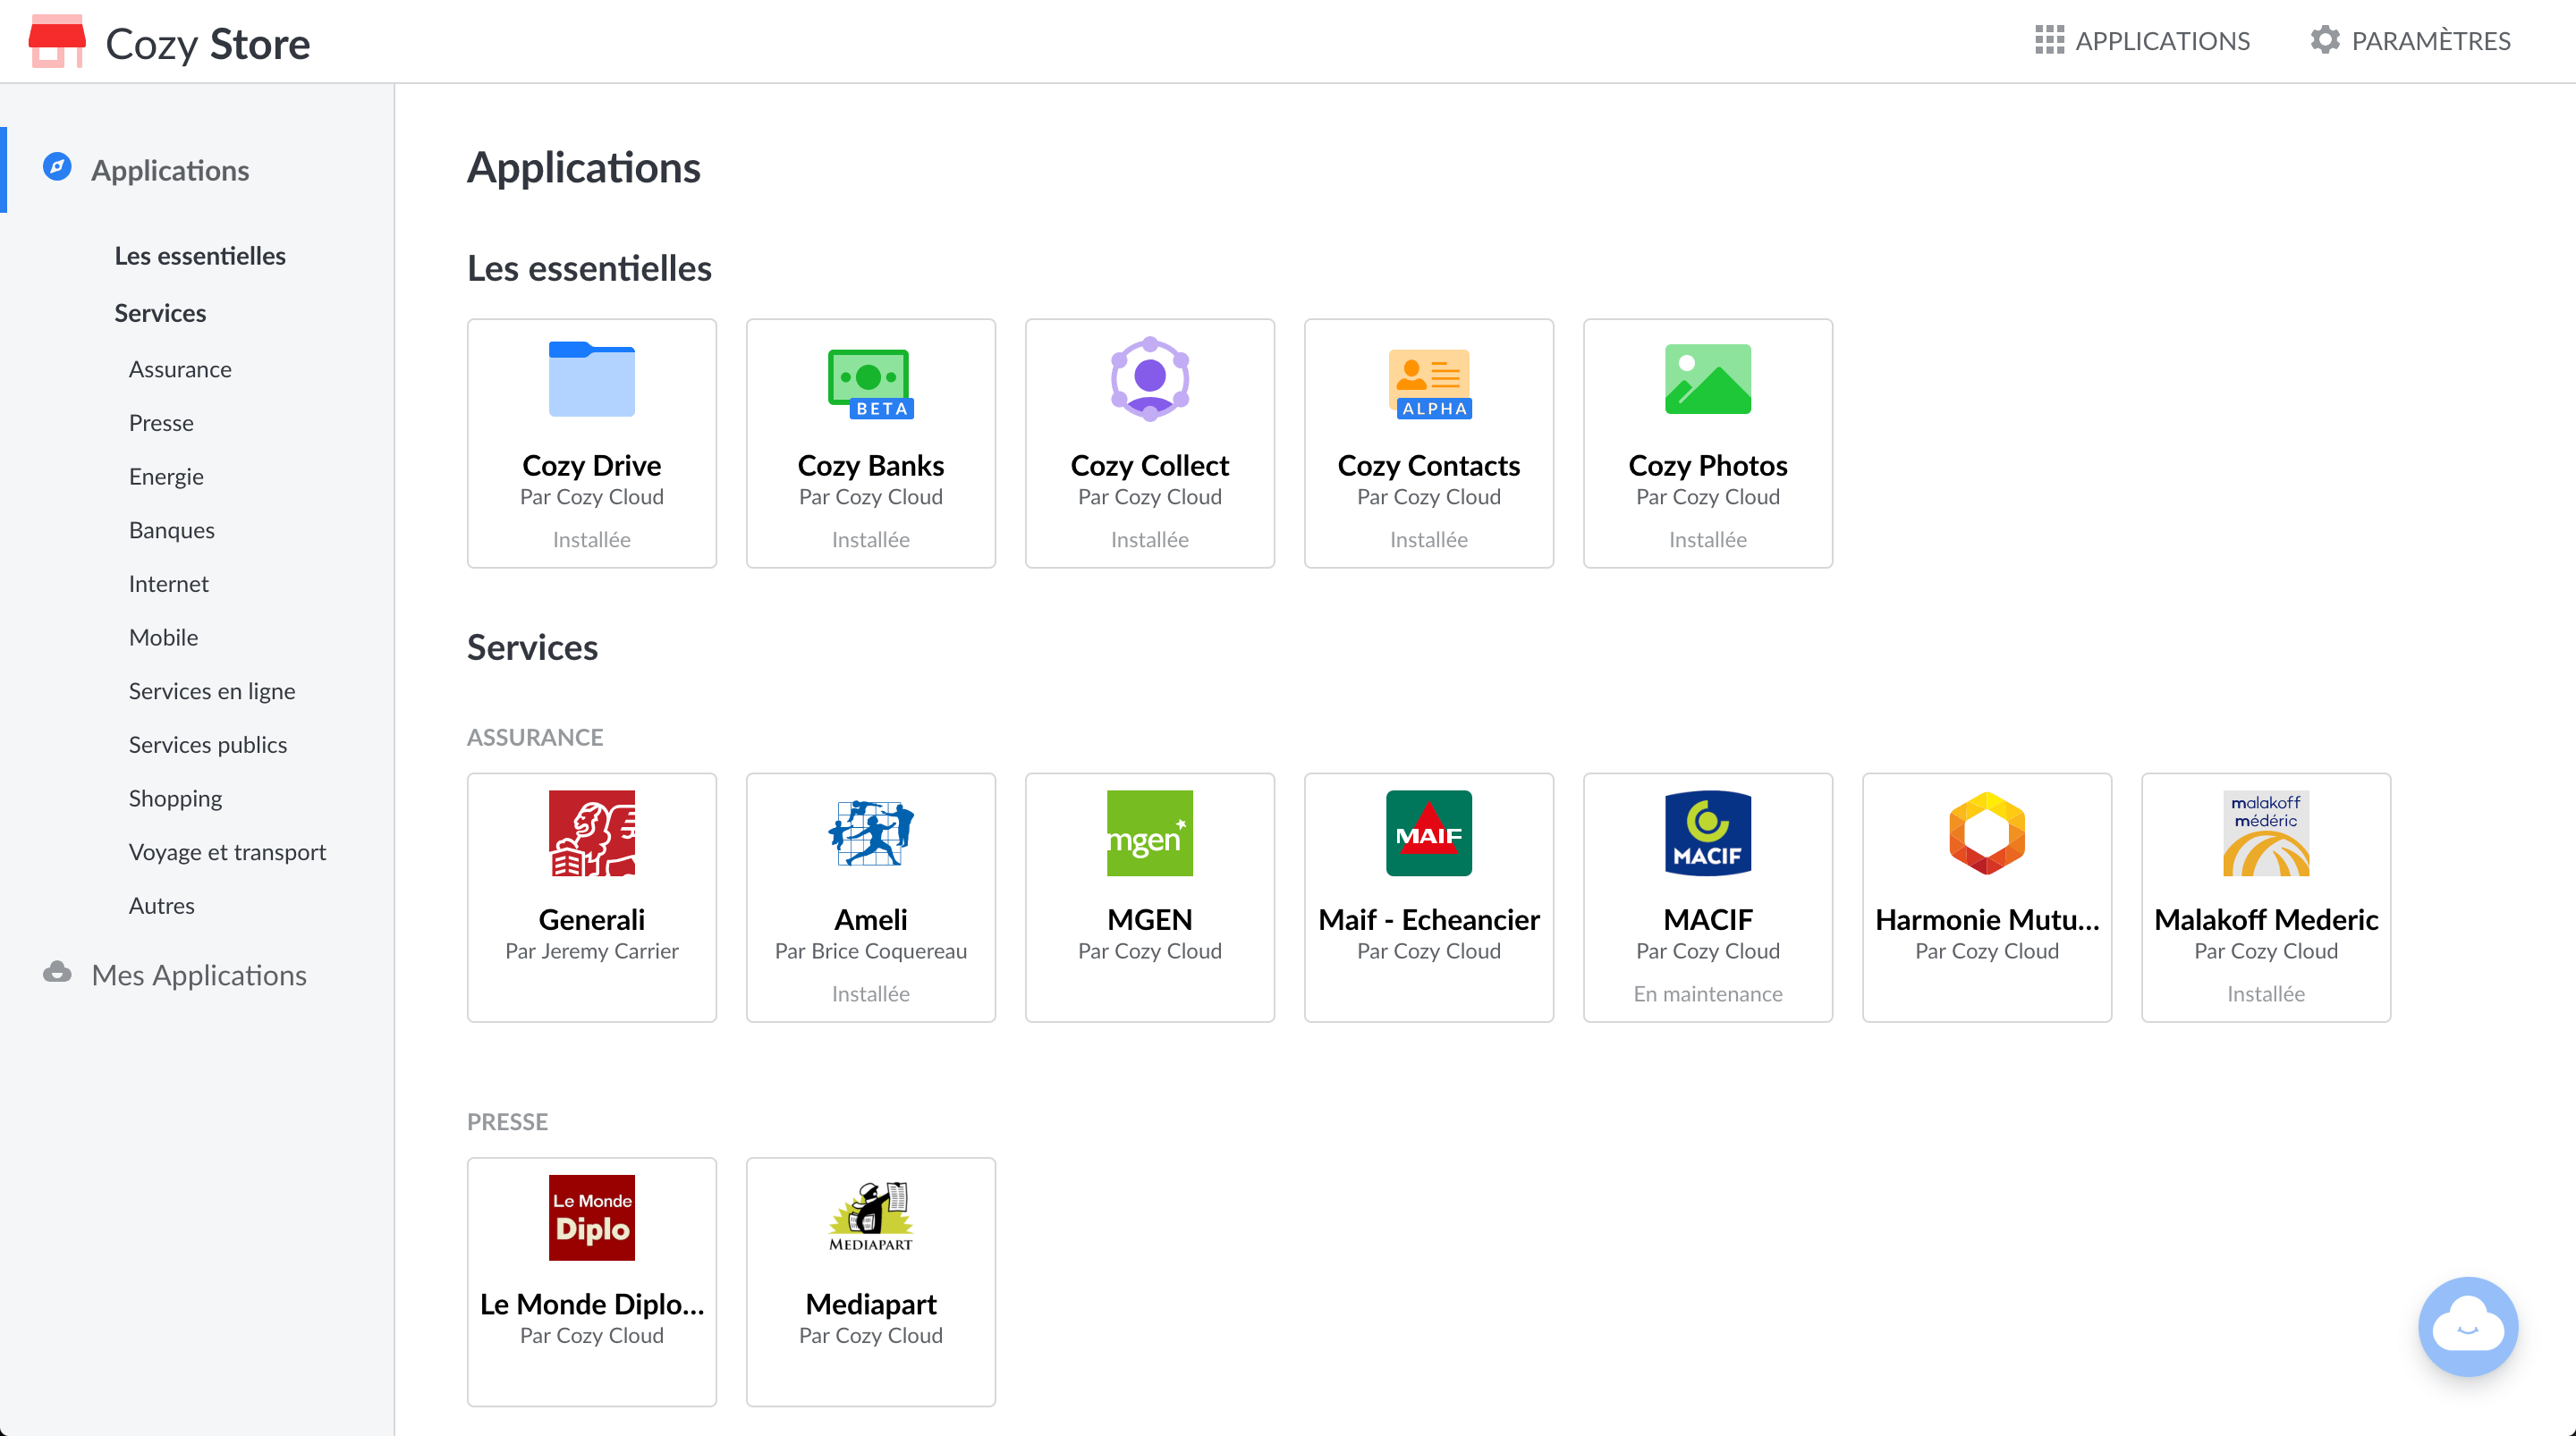 Cozy Store
APPLICATIONS
PARAMÈTRES
Applications
Les essentielles
Services
Assurance
Presse
Energie
Banques
Internet
Mobile
Services en ligne
Services publics
Shopping
Voyage et transport
Autres
Mes Applications
Applications
Les essentielles
Cozy Drive
Par Cozy Cloud
Installée
BETA
Cozy Banks
Par Cozy Cloud
Installée
Cozy Collect
Par Cozy Cloud
Installée
ALPHA
Cozy Contacts
Par Cozy Cloud
Installée
Cozy Photos
Par Cozy Cloud
Installée
Services
ASSURANCE
Generali
Par Jeremy Carrier
Ameli
Par Brice Coquereau
Installée
mgen
MGEN
Par Cozy Cloud
MAIF
Maif - Echeancier
Par Cozy Cloud
MACIF
MACIF
Par Cozy Cloud
En maintenance
Harmonie Mutu...
Par Cozy Cloud
malakoff
médéric
Malakoff Mederic
Par Cozy Cloud
Installée
PRESSE
Le Monde
Diplo
Le Monde Diplo...
Par Cozy Cloud
MEDIAPART
Mediapart
Par Cozy Cloud